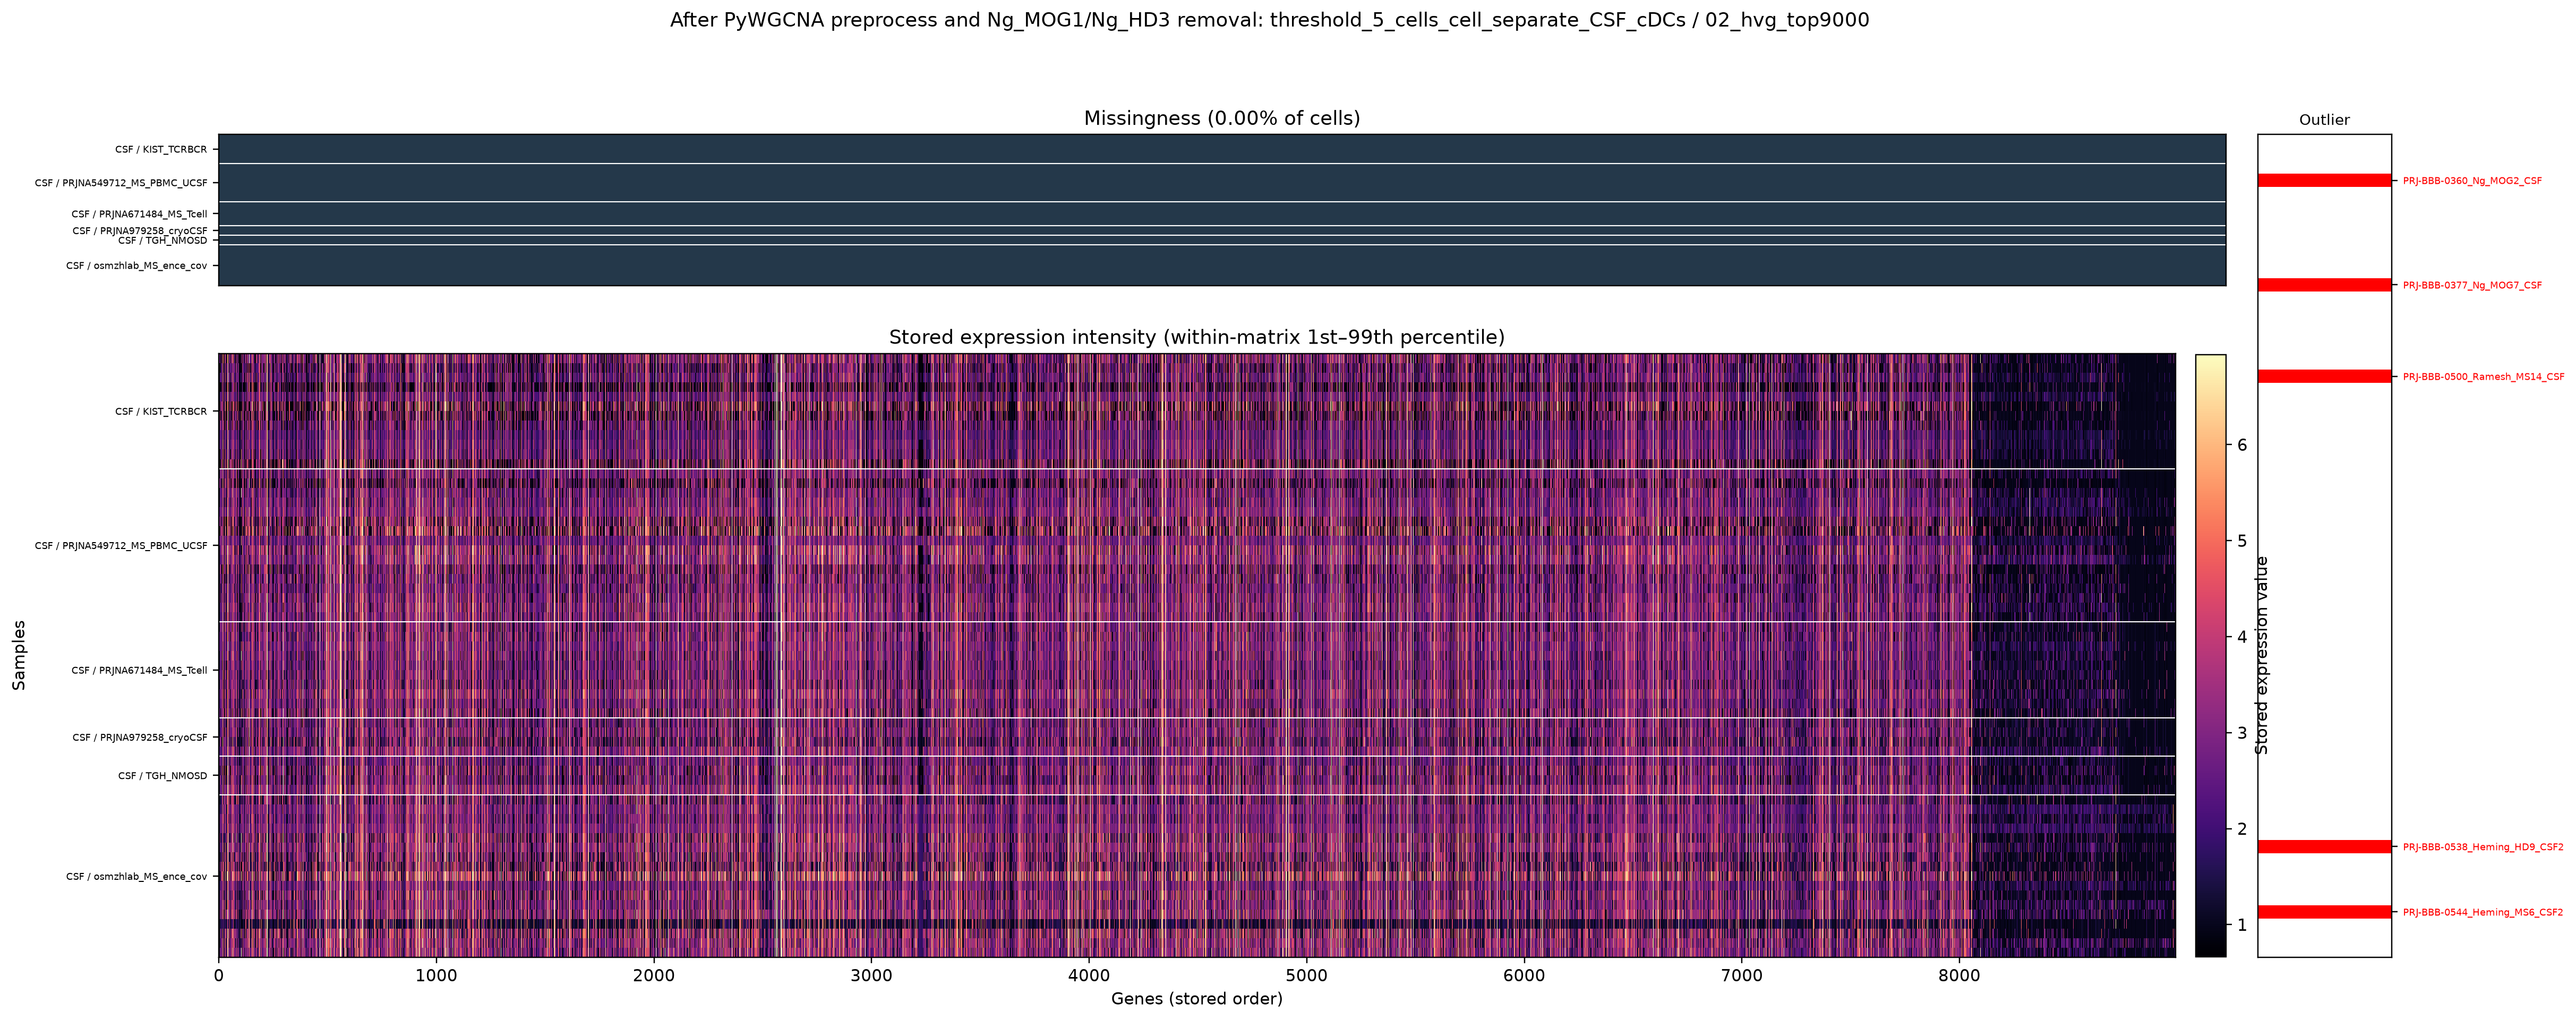 After PyWGCNA preprocess and Ng_MOG1/Ng_HD3 removal: threshold_5_cells_cell_separate_CSF_cDCs / 02_hvg_top9000
Missingness (0.00% of cells)
Outlier
CSF / KIST_TCRBCR
CSF / PRJNA549712_MS_PBMC_UCSF
CSF / PRJNA671484_MS_Tcell
CSF / PRJNA979258_cryoCSF
CSF / TGH_NMOSD
CSF / osmzhlab_MS_ence_cov
PRJ-BBB-0360_Ng_MOG2_CSF
PRJ-BBB-0377_Ng_MOG7_CSF
PRJ-BBB-0500_Ramesh_MS14_CSF
PRJ-BBB-0538_Heming_HD9_CSF2
PRJ-BBB-0544_Heming_MS6_CSF2
Stored expression intensity (within-matrix 1st–99th percentile)
Samples
CSF / KIST_TCRBCR
CSF / PRJNA549712_MS_PBMC_UCSF
CSF / PRJNA671484_MS_Tcell
CSF / PRJNA979258_cryoCSF
CSF / TGH_NMOSD
CSF / osmzhlab_MS_ence_cov
6
5
4
3
2
1
Stored expression value
0 1000 2000 3000 4000 5000 6000 7000 8000
Genes (stored order)